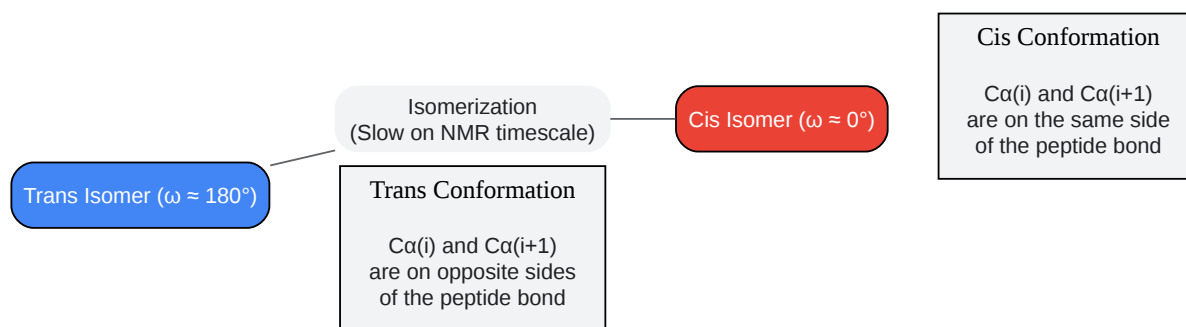 Trans Isomer (ω ≈ 180°)
Isomerization
(Slow on NMR timescale)
Cis Isomer (ω ≈ 0°)
Trans Conformation
Cα(i) and Cα(i+1)
are on opposite sides
of the peptide bond
Cis Conformation
Cα(i) and Cα(i+1)
are on the same side
of the peptide bond